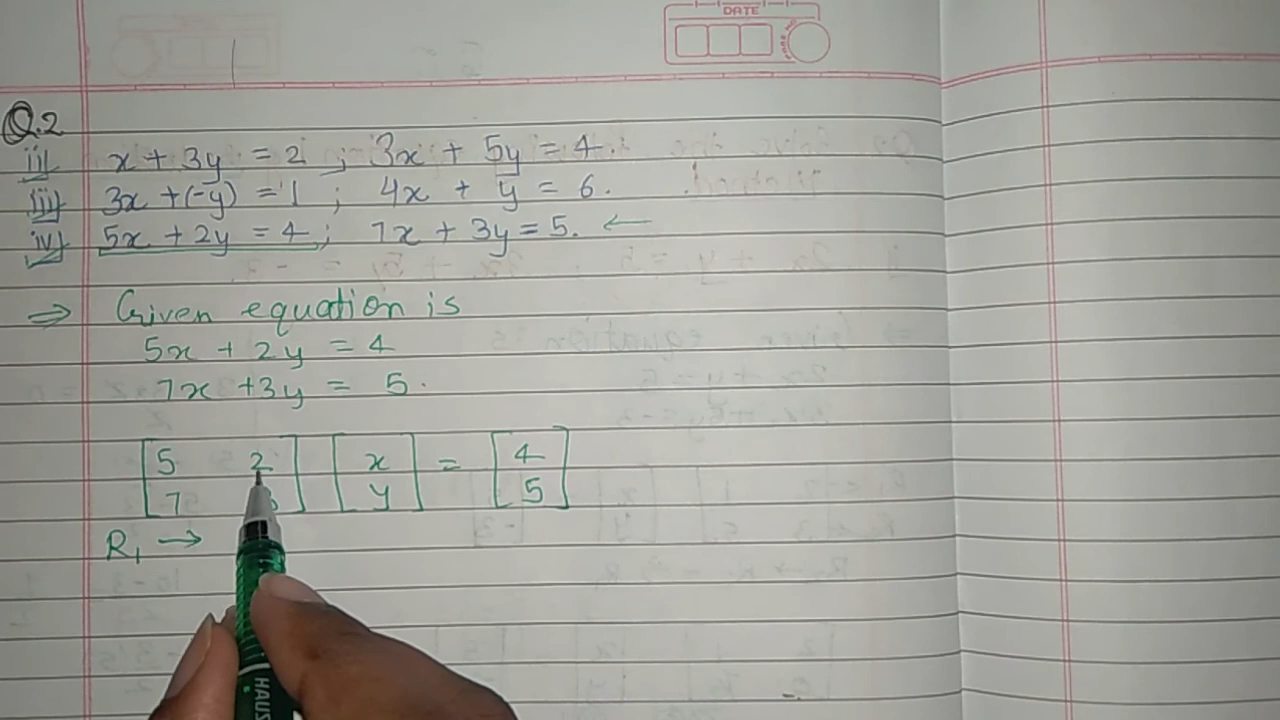 DATE
Q.2
ii) x + 3y = 2 ; 3x + 5y = 4.
iii) 3x +(-y) = 1 ; 4x + y = 6.
iv) 5x + 2y = 4 ; 7x + 3y = 5. ←
⇒ Given equation is
5x + 2y = 4
7x +3y = 5.
[5 2] [x] = [4]
[7 ] [y] [5]
R₁ →
HAUS